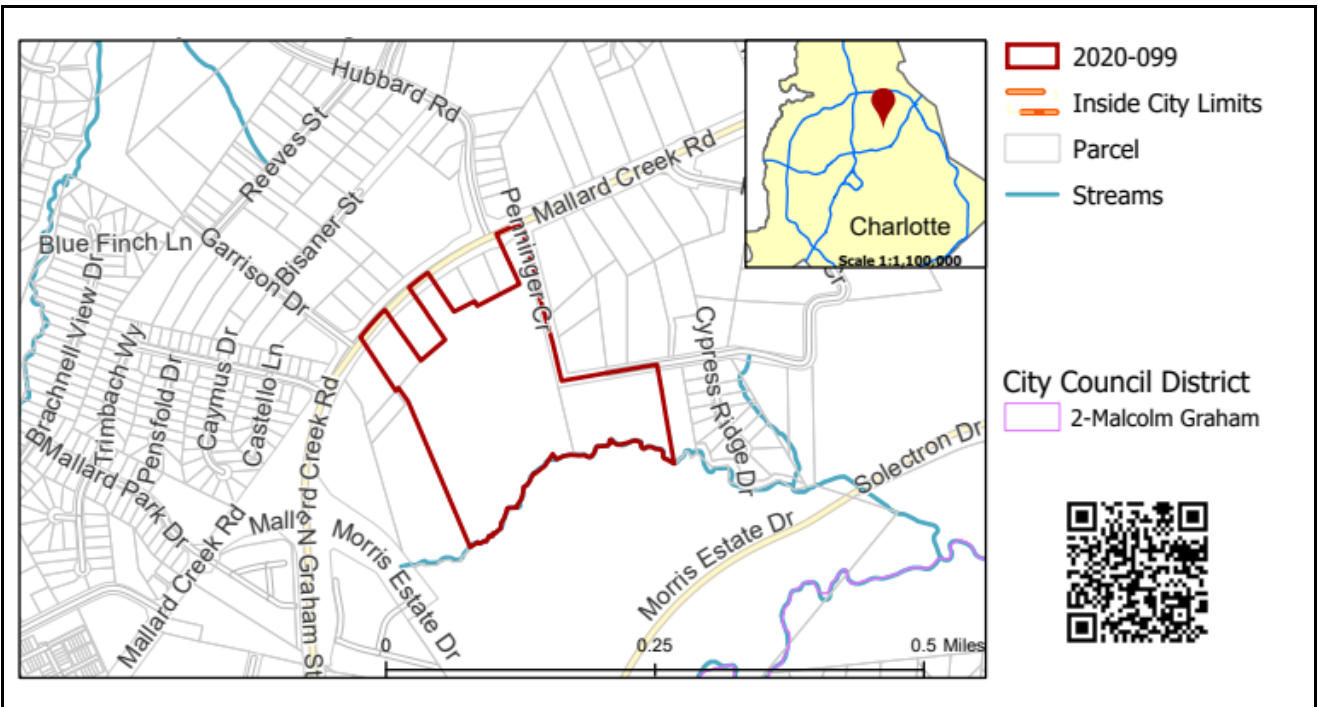 Hubbard Rd
Reeves St
Mallard Creek Rd
Penninger Cr
Bisaner St
Blue Finch Ln
Garrison Dr
Brachnell View Dr
Trimbach Wy
Pensfold Dr
Caymus Dr
Castello Ln
Mallard Creek Rd
Mallard Park Dr
Mallard Creek Rd
Malla
N Graham St
Morris Estate Dr
Cypress Ridge Dr
Cr
Solectron Dr
Morris Estate Dr
0 0.25 0.5 Miles
Charlotte
Scale 1:1,100,000
2020-099
Inside City Limits
Parcel
Streams
City Council District
2-Malcolm Graham